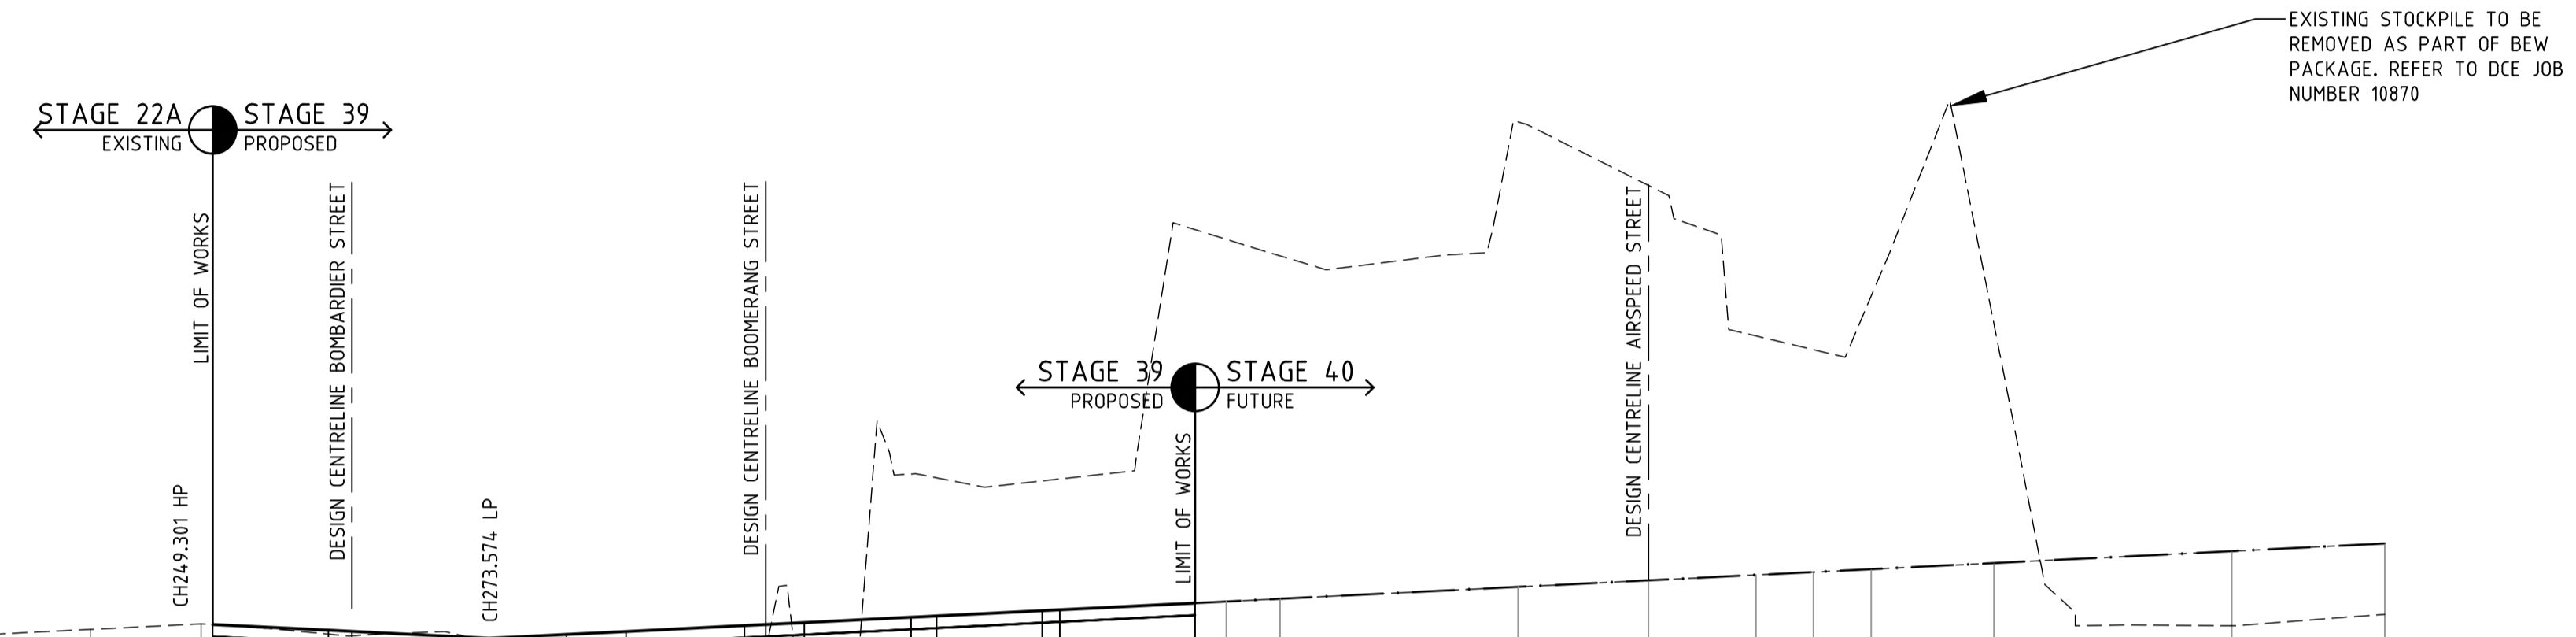 EXISTING STOCKPILE TO BE
REMOVED AS PART OF BEW
PACKAGE. REFER TO DCE JOB
NUMBER 10870
STAGE 22A
EXISTING
STAGE 39
PROPOSED
LIMIT OF WORKS
CH249.301 HP
DESIGN CENTRELINE BOMBARDIER STREET
CH273.574 LP
DESIGN CENTRELINE BOOMERANG STREET
STAGE 39
PROPOSED
STAGE 40
FUTURE
LIMIT OF WORKS
DESIGN CENTRELINE AIRSPEED STREET